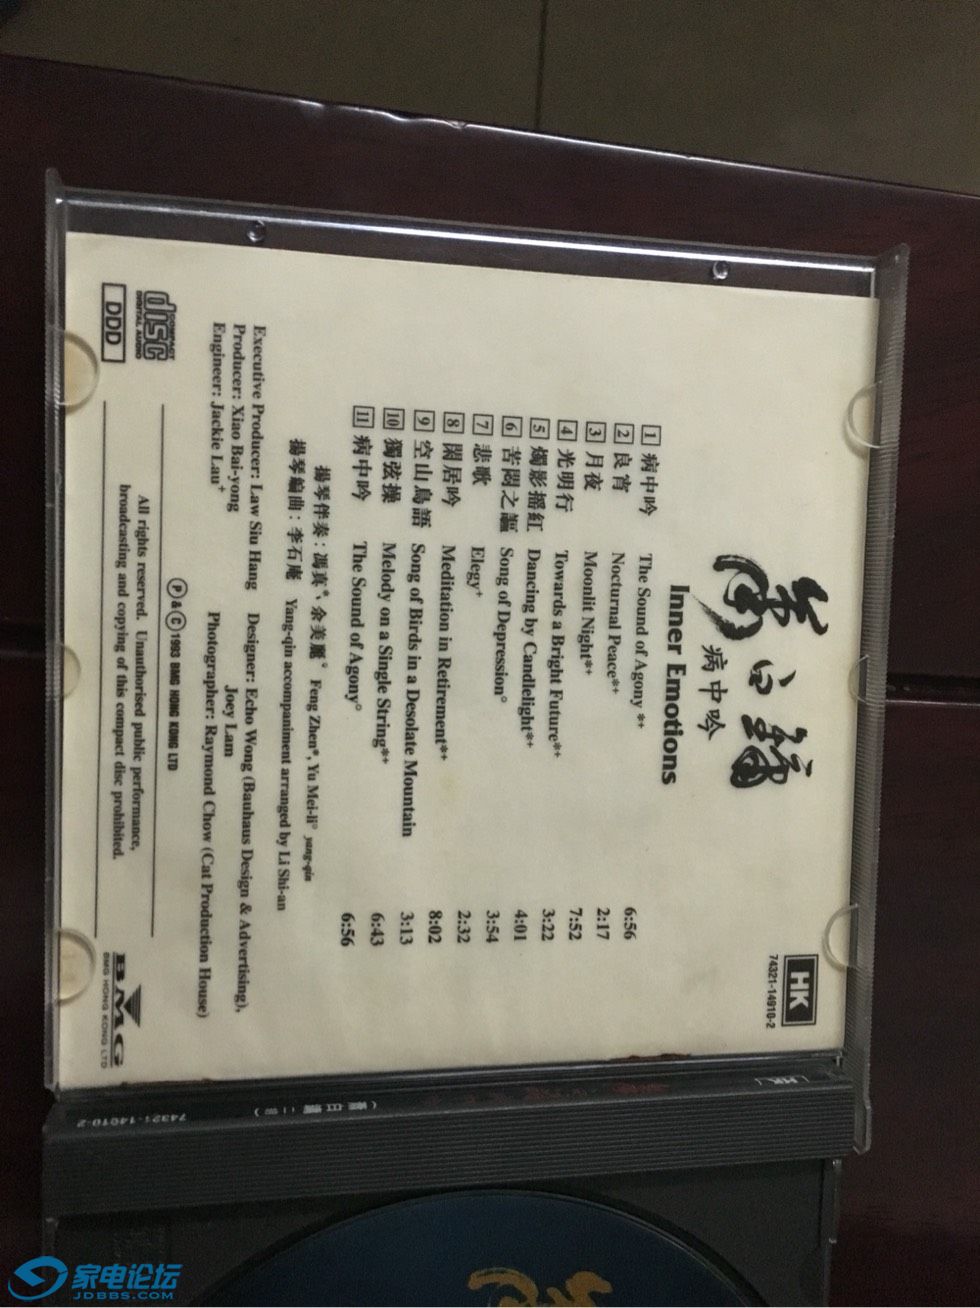 病中吟
Inner Emotions
HK
74321-14910-2
1 病中吟 The Sound of Agony *+ 6:56
2 良宵 Nocturnal Peace*+ 2:17
3 月夜 Moonlit Night*+ 7:52
4 光明行 Towards a Bright Future*+ 3:22
5 燭影搖紅 Dancing by Candlelight*+ 4:01
6 苦悶之謳 Song of Depression° 3:54
7 悲歌 Elegy+ 2:32
8 閑居吟 Meditation in Retirement*+ 8:02
9 空山鳥語 Song of Birds in a Desolate Mountain 3:13
10 獨弦操 Melody on a Single String*+ 6:43
11 病中吟 The Sound of Agony° 6:56
揚琴伴奏：馮真*、余美麗° Feng Zhen*, Yu Mei-li° yang-qin
揚琴編曲：李石庵 Yang-qin accompaniment arranged by Li Shi-an
Executive Producer: Law Siu Hang Designer: Echo Wong (Bauhaus Design & Advertising),
Producer: Xiao Bai-yong Joey Lam
Engineer: Jackie Lau+ Photographer: Raymond Chow (Cat Production House)
Ⓟ&Ⓒ1993 BMG HONG KONG LTD
All rights reserved. Unauthorised public performance,
broadcasting and copying of this compact disc prohibited.
COMPACT
disc
DIGITAL AUDIO
DDD
BMG
BMG HONG KONG LTD
HK
74321-14910-2
家电论坛
JDBBS.COM